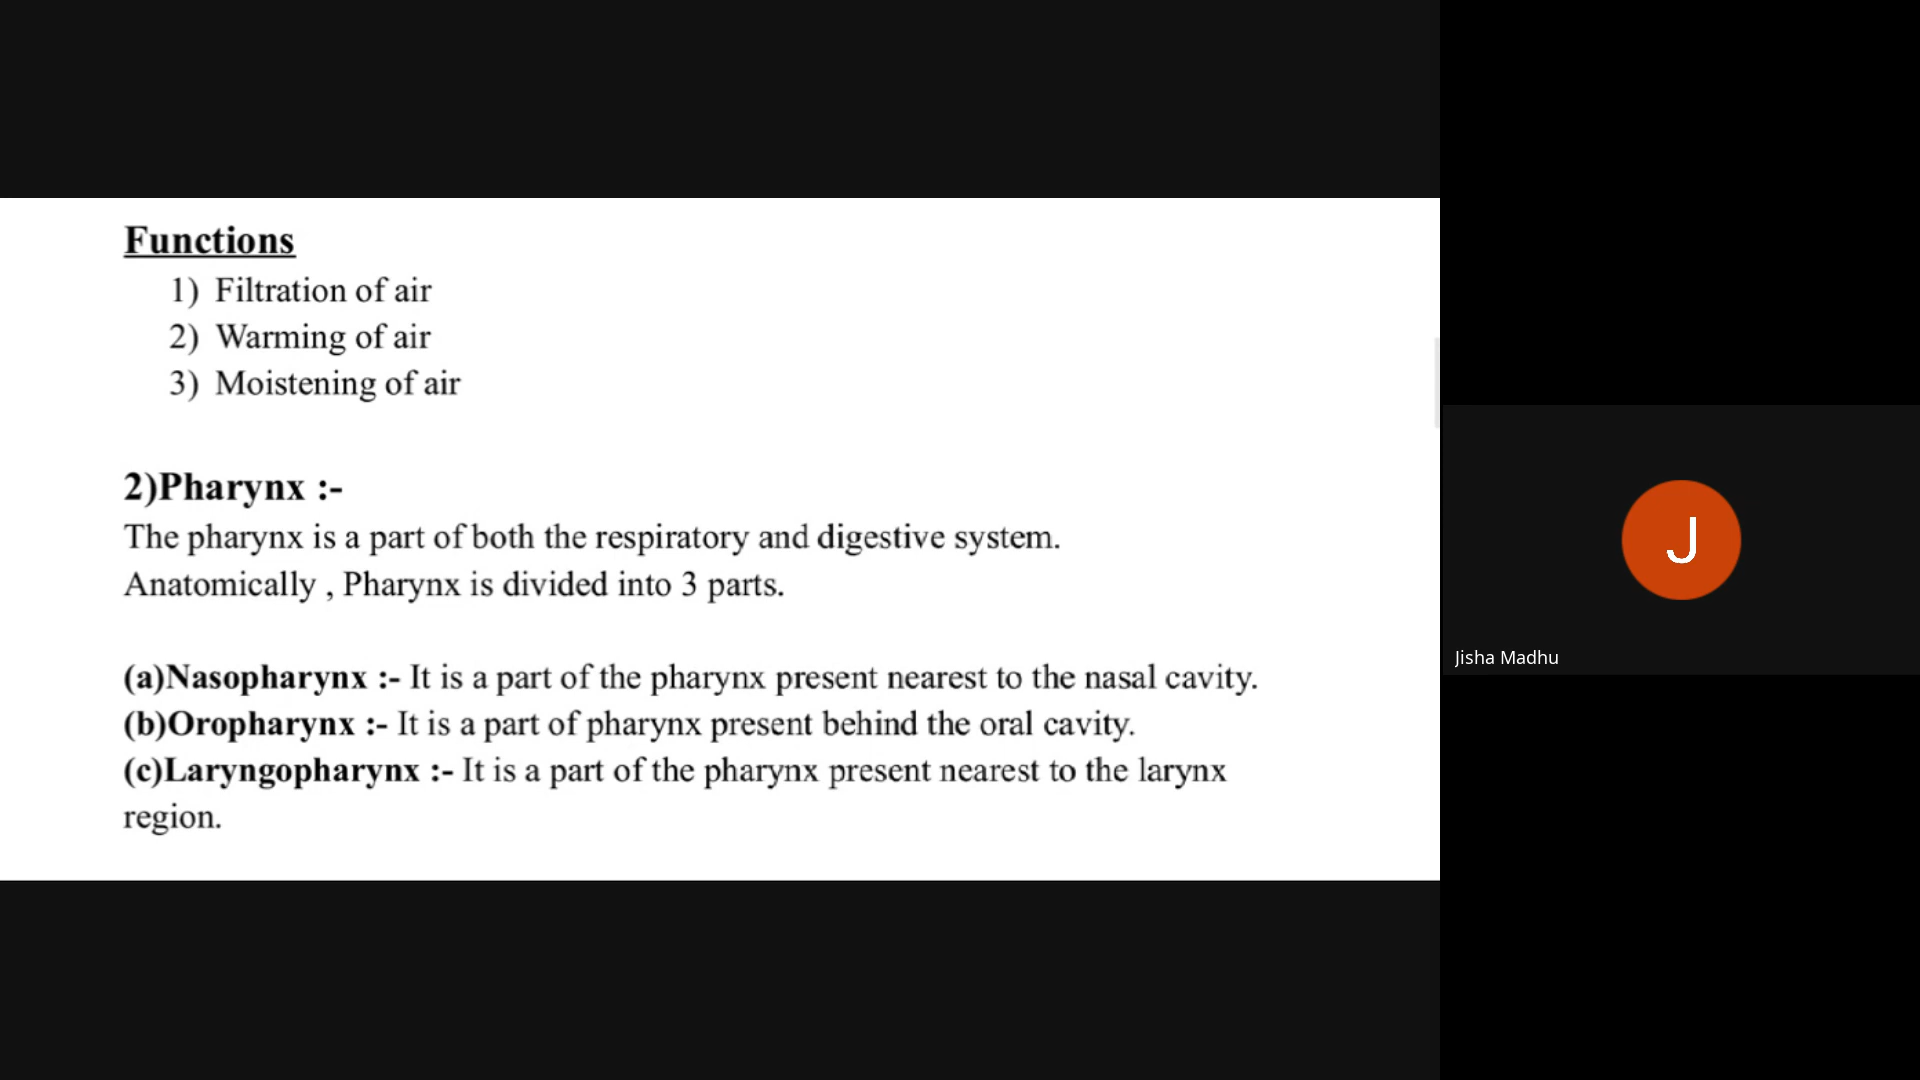 Functions
1) Filtration of air
2) Warming of air
3) Moistening of air
2)Pharynx :-
The pharynx is a part of both the respiratory and digestive system.
Anatomically , Pharynx is divided into 3 parts.
(a)Nasopharynx :- It is a part of the pharynx present nearest to the nasal cavity.
(b)Oropharynx :- It is a part of pharynx present behind the oral cavity.
(c)Laryngopharynx :- It is a part of the pharynx present nearest to the larynx
region.
J
Jisha Madhu